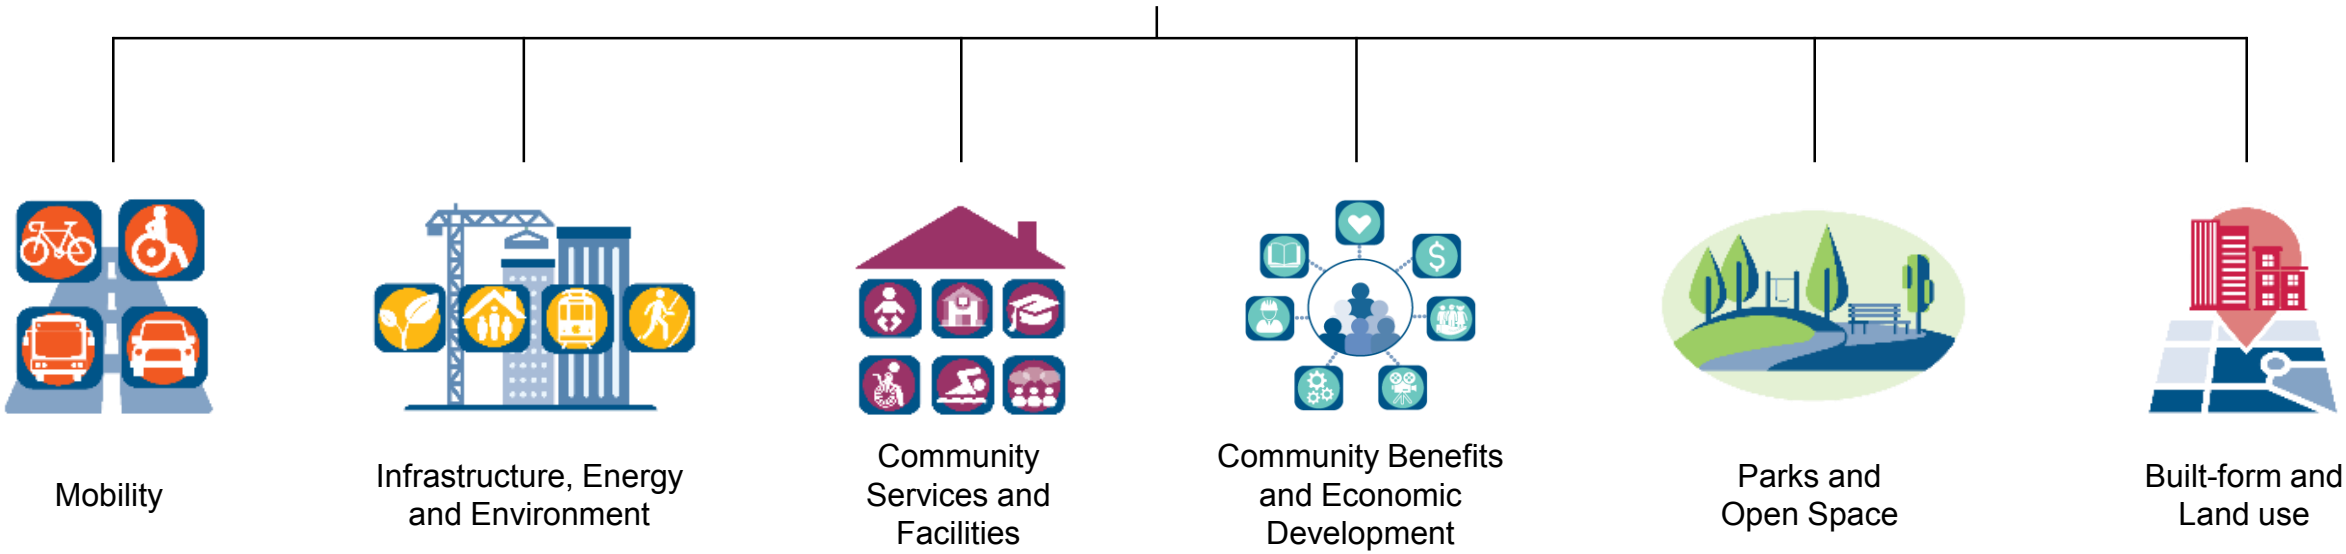 Mobility
Infrastructure, Energy
and Environment
Community
Services and
Facilities
Community Benefits
and Economic
Development
Parks and
Open Space
Built-form and
Land use
$